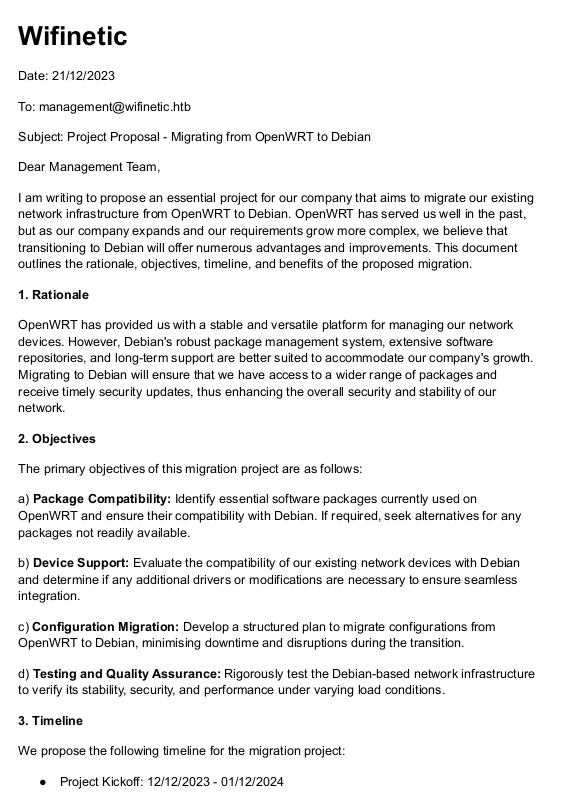 Wifinetic
Date: 21/12/2023
To: management@wifinetic.htb
Subject: Project Proposal - Migrating from OpenWRT to Debian
Dear Management Team,
I am writing to propose an essential project for our company that aims to migrate our existing
network infrastructure from OpenWRT to Debian. OpenWRT has served us well in the past,
but as our company expands and our requirements grow more complex, we believe that
transitioning to Debian will offer numerous advantages and improvements. This document
outlines the rationale, objectives, timeline, and benefits of the proposed migration.
1. Rationale
OpenWRT has provided us with a stable and versatile platform for managing our network
devices. However, Debian's robust package management system, extensive software
repositories, and long-term support are better suited to accommodate our company's growth.
Migrating to Debian will ensure that we have access to a wider range of packages and
receive timely security updates, thus enhancing the overall security and stability of our
network.
2. Objectives
The primary objectives of this migration project are as follows:
a) Package Compatibility: Identify essential software packages currently used on
OpenWRT and ensure their compatibility with Debian. If required, seek alternatives for any
packages not readily available.
b) Device Support: Evaluate the compatibility of our existing network devices with Debian
and determine if any additional drivers or modifications are necessary to ensure seamless
integration.
c) Configuration Migration: Develop a structured plan to migrate configurations from
OpenWRT to Debian, minimising downtime and disruptions during the transition.
d) Testing and Quality Assurance: Rigorously test the Debian-based network infrastructure
to verify its stability, security, and performance under varying load conditions.
3. Timeline
We propose the following timeline for the migration project:
● Project Kickoff: 12/12/2023 - 01/12/2024